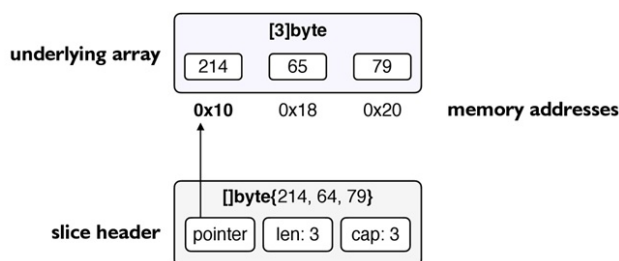 [3]byte
underlying array
214 65 79
0x10 0x18 0x20 memory addresses
[]byte{214, 64, 79}
slice header pointer len: 3 cap: 3